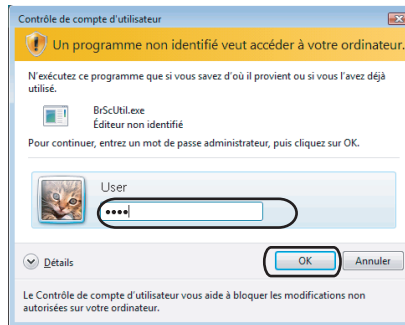 Contrôle de compte d'utilisateur
Un programme non identifié veut accéder à votre ordinateur.
N'exécutez ce programme que si vous savez d'où il provient ou si vous l'avez déjà
utilisé.
BrScUtil.exe
Éditeur non identifié
Pour continuer, entrez un mot de passe administrateur, puis cliquez sur OK.
User
••••
Détails
OK
Annuler
Le Contrôle de compte d'utilisateur vous aide à bloquer les modifications non
autorisées sur votre ordinateur.